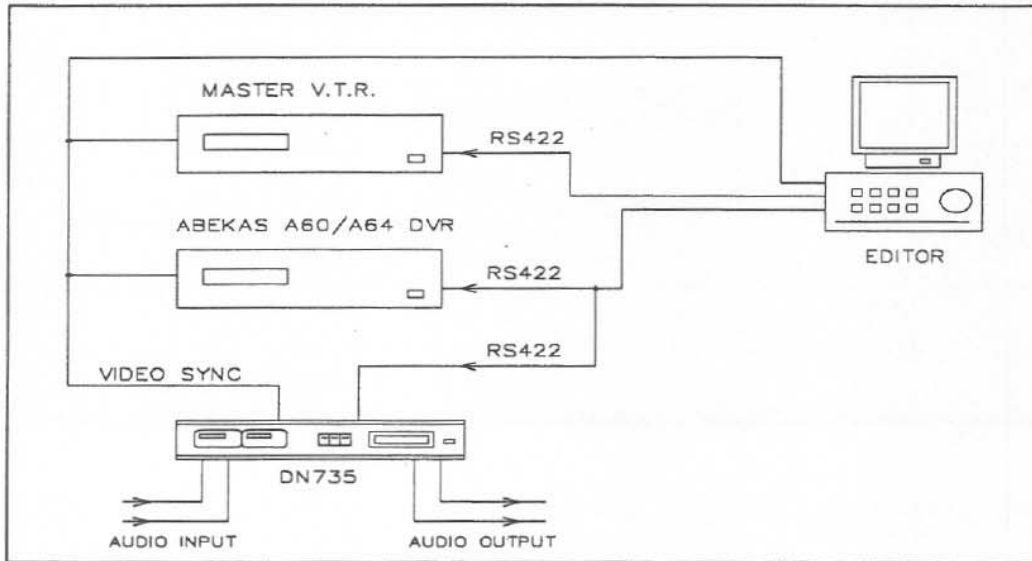 MASTER V.T.R.
RS422
ABEKAS A60/A64 DVR
RS422
EDITOR
RS422
VIDEO SYNC
DN735
AUDIO INPUT
AUDIO OUTPUT